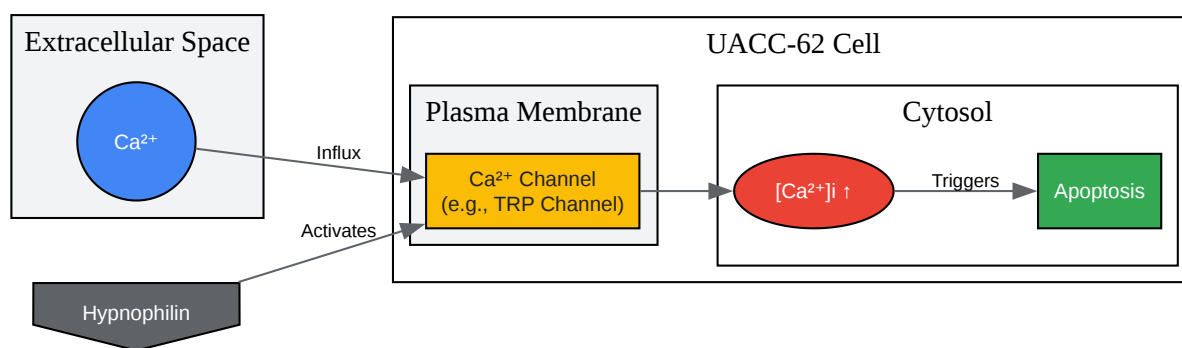 Extracellular Space
Ca²⁺
Influx
Activates
Hypnophilin
UACC-62 Cell
Plasma Membrane
Ca²⁺ Channel
(e.g., TRP Channel)
Cytosol
[Ca²⁺]i ↑
Triggers
Apoptosis